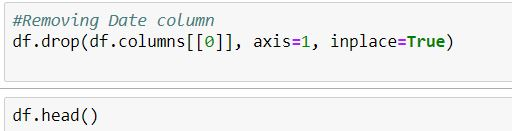 #Removing Date column
df.drop(df.columns[[0]], axis=1, inplace=True)
df.head()